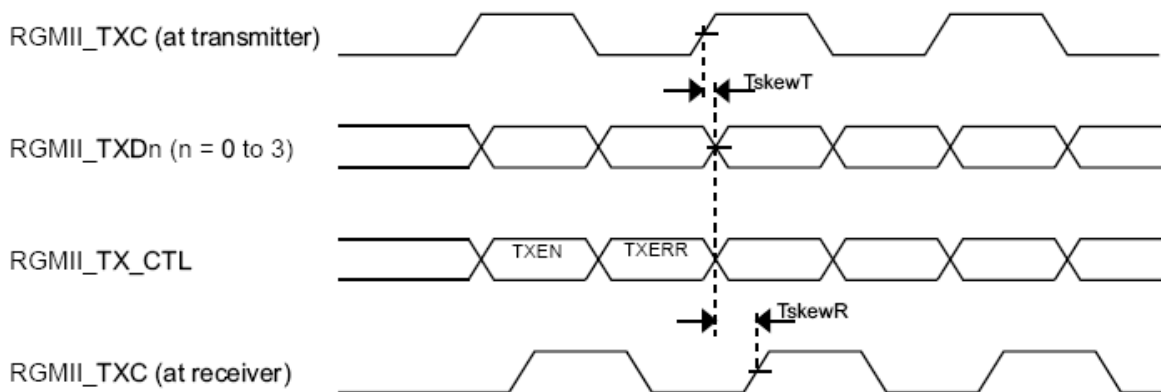 RGMII_TXC (at transmitter)
TskewT
RGMII_TXDn (n = 0 to 3)
RGMII_TX_CTL
TXEN
TXERR
TskewR
RGMII_TXC (at receiver)